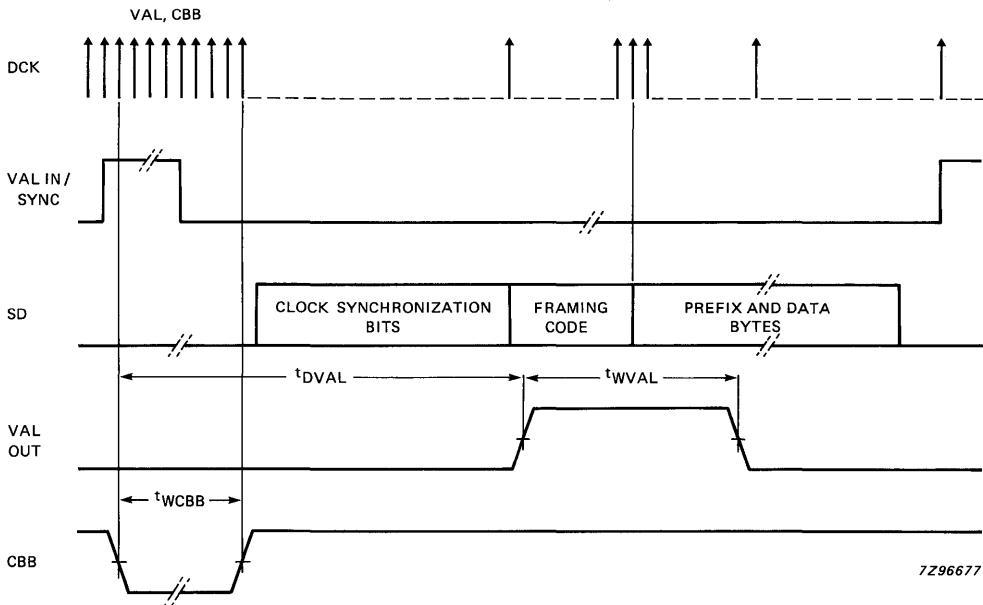 VAL, CBB
DCK
VAL IN /
SYNC
SD
CLOCK SYNCHRONIZATION
BITS
FRAMING
CODE
PREFIX AND DATA
BYTES
tDVAL
tWVAL
VAL
OUT
tWCBB
CBB
7Z96677